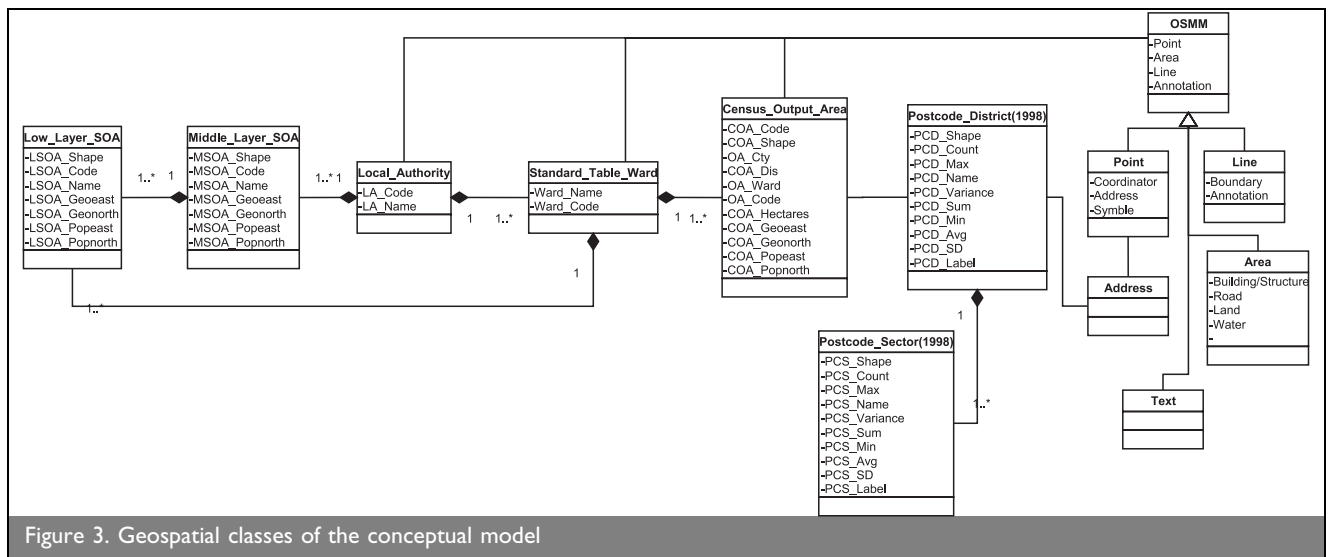 OSMM
-Point
-Area
-Line
-Annotation
Low_Layer_SOA
-LSOA_Shape
-LSOA_Code
-LSOA_Name
-LSOA_Geoeast
-LSOA_Geonorth
-LSOA_Popeast
-LSOA_Popnorth
1..*
1
Middle_Layer_SOA
-MSOA_Shape
-MSOA_Code
-MSOA_Name
-MSOA_Geoeast
-MSOA_Geonorth
-MSOA_Popeast
-MSOA_Popnorth
1..*
1
Local_Authority
-LA_Code
-LA_Name
1
1..*
Standard_Table_Ward
-Ward_Name
-Ward_Code
1
1..*
1
1..*
Census_Output_Area
-COA_Code
-COA_Shape
-OA_Cty
-COA_Dis
-OA_Ward
-OA_Code
-COA_Hectares
-COA_Geoeast
-COA_Geonorth
-COA_Popeast
-COA_Popnorth
Postcode_District(1998)
-PCD_Shape
-PCD_Count
-PCD_Max
-PCD_Name
-PCD_Variance
-PCD_Sum
-PCD_Min
-PCD_Avg
-PCD_SD
-PCD_Label
1
1..*
Point
-Coordinator
-Address
-Symble
Line
-Boundary
-Annotation
Address
Area
-Building/Structure
-Road
-Land
-Water
-
Postcode_Sector(1998)
-PCS_Shape
-PCS_Count
-PCS_Max
-PCS_Name
-PCS_Variance
-PCS_Sum
-PCS_Min
-PCS_Avg
-PCS_SD
-PCS_Label
Text
Figure 3. Geospatial classes of the conceptual model